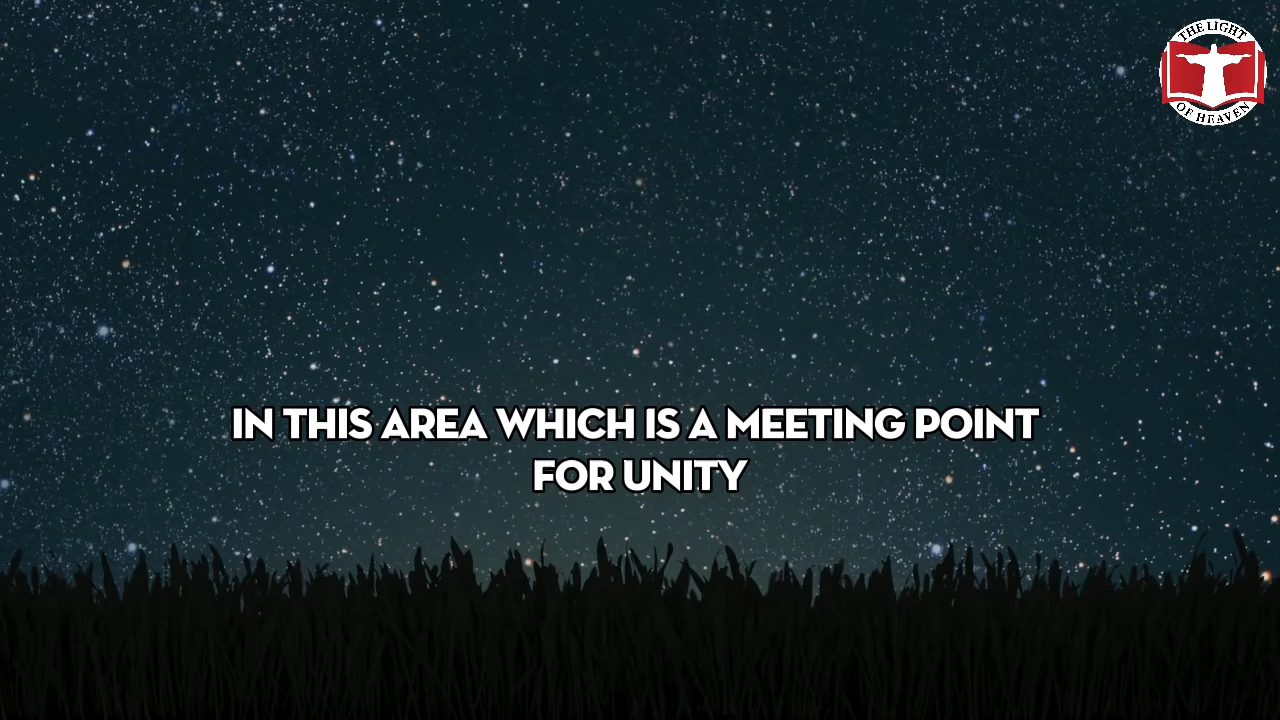 THE LIGHT
OF HEAVEN
IN THIS AREA WHICH IS A MEETING POINT
FOR UNITY